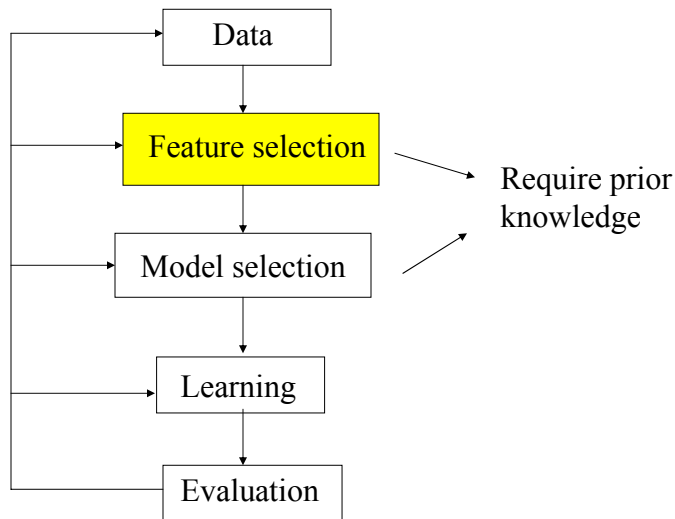 Data
Feature selection
Require prior
knowledge
Model selection
Learning
Evaluation